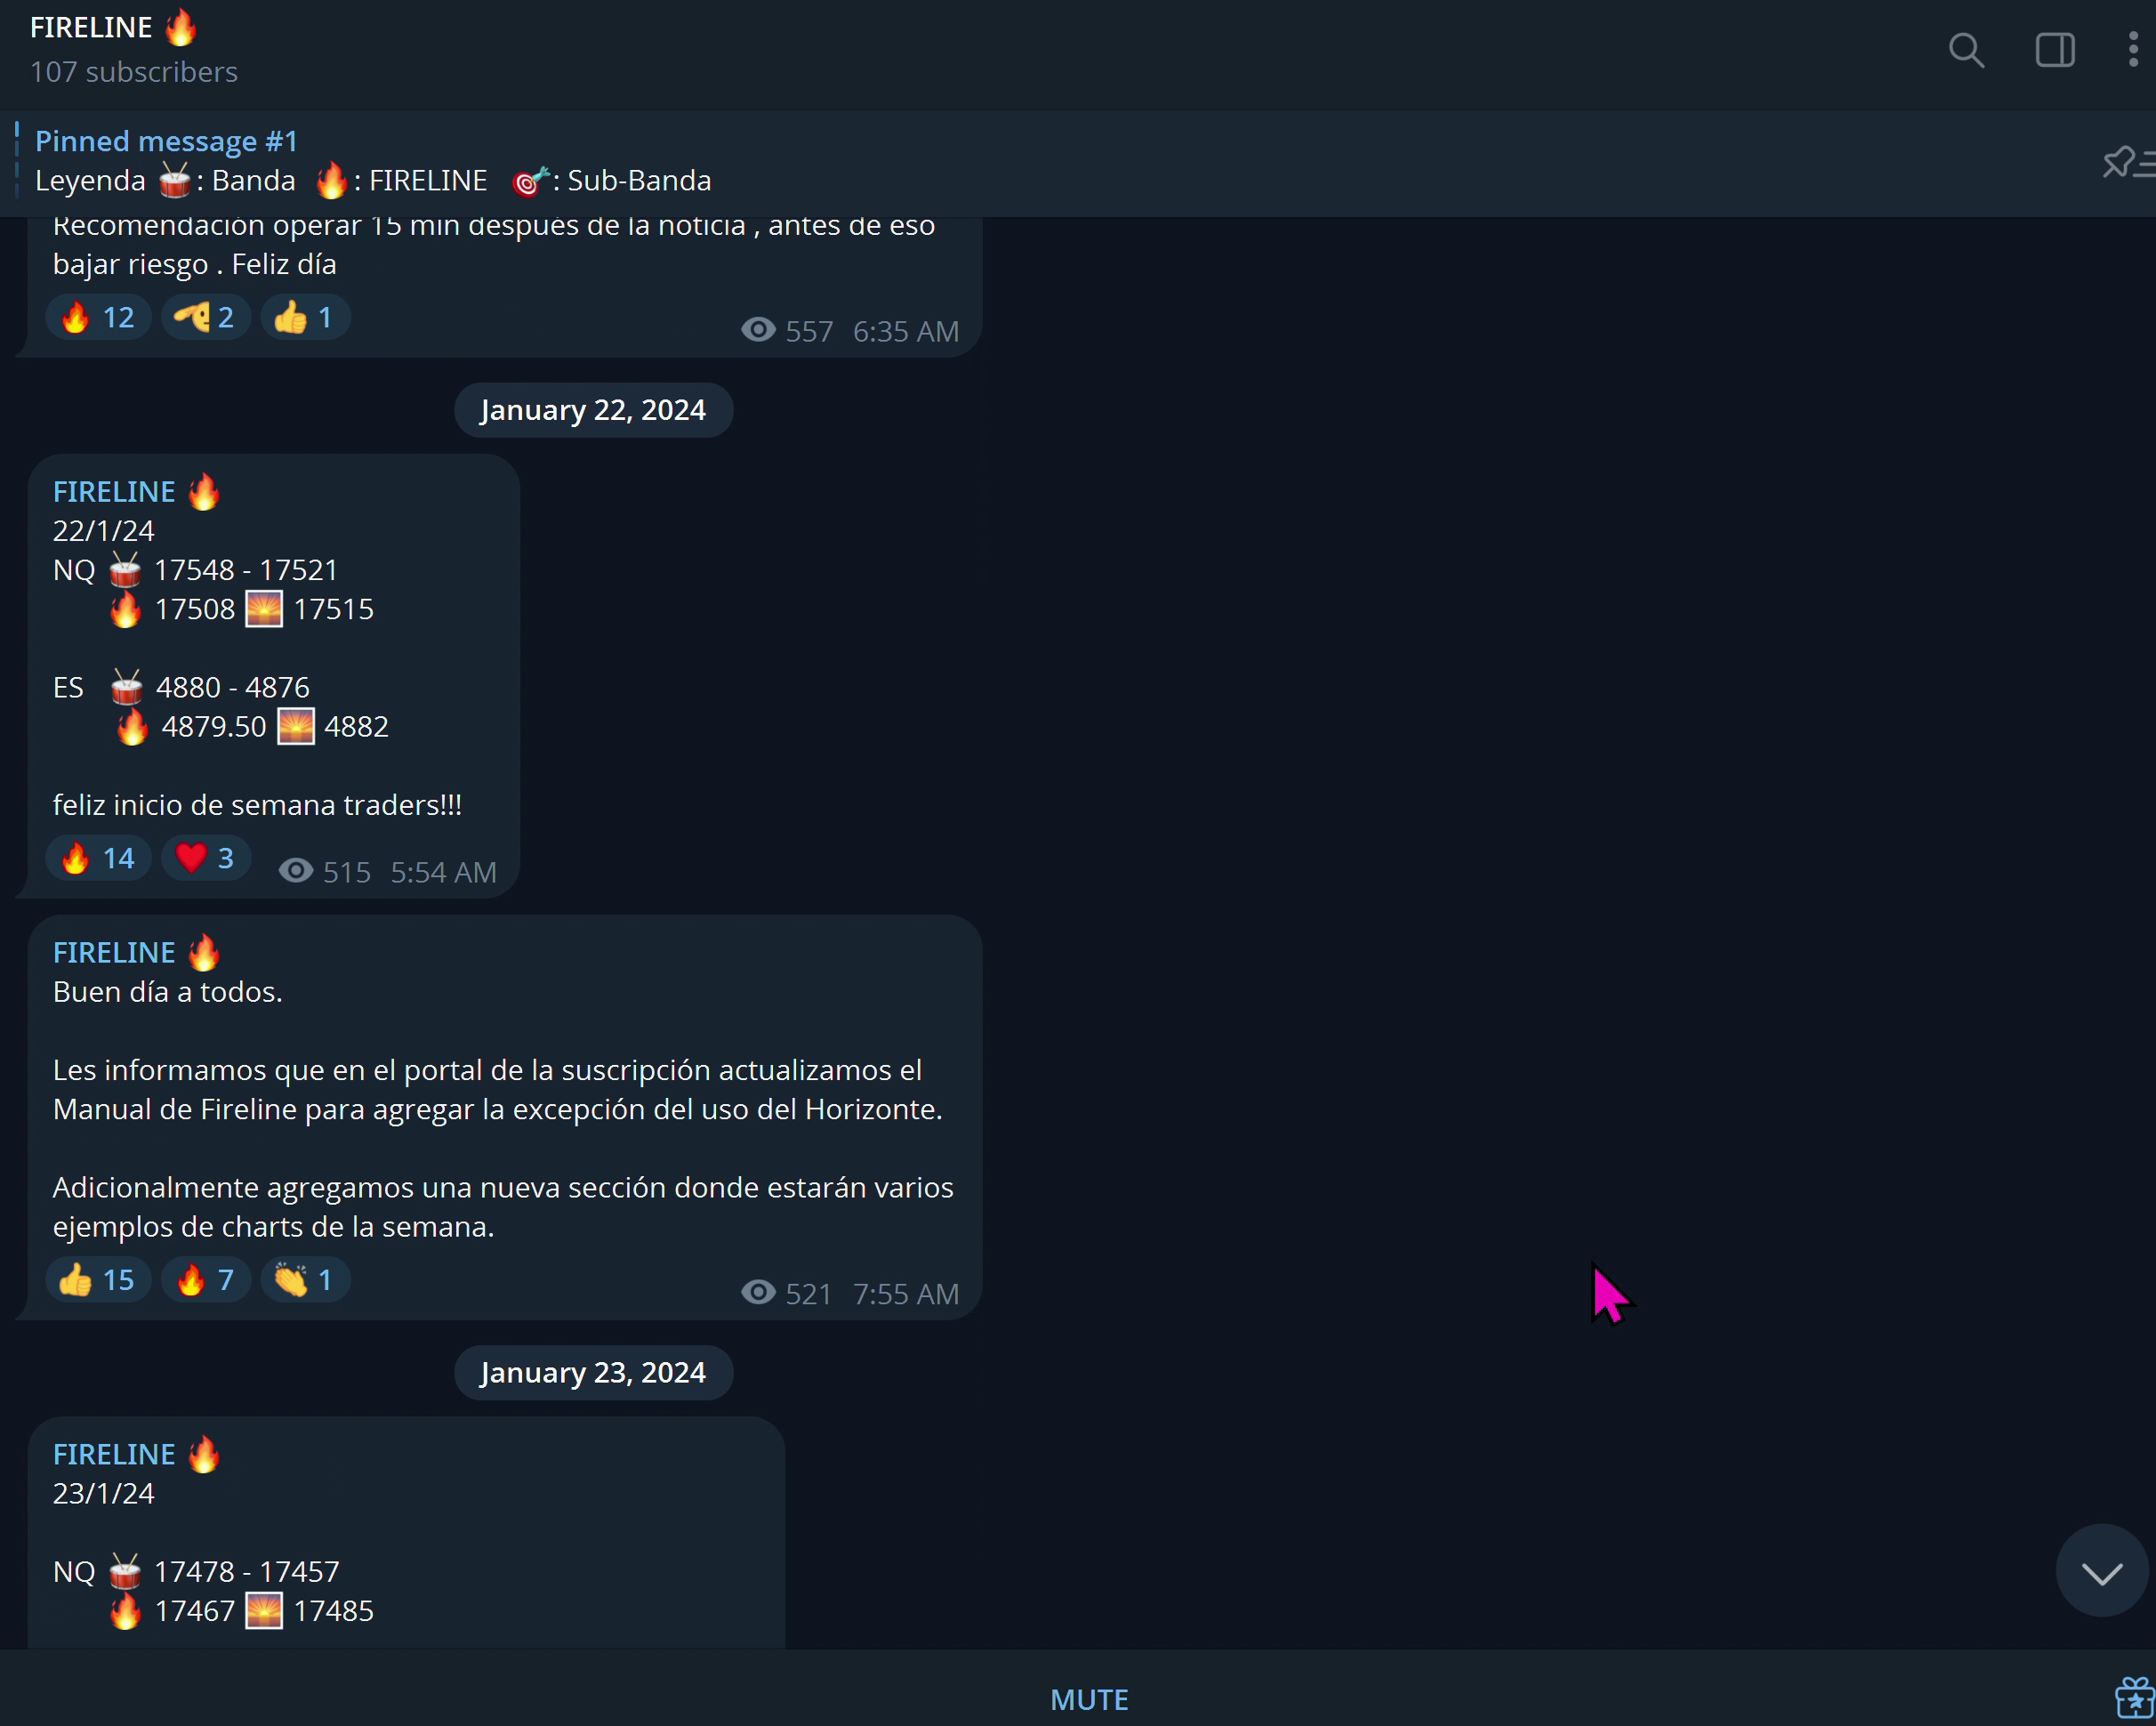 FIRELINE 🔥
107 subscribers
Pinned message #1
Leyenda 🥁: Banda 🔥: FIRELINE 🎯: Sub-Banda
Recomendación operar 15 min después de la noticia , antes de eso
bajar riesgo . Feliz día
🔥 12 🫡 2 👍 1
557 6:35 AM
January 22, 2024
FIRELINE 🔥
22/1/24
NQ 🥁 17548 - 17521
🔥 17508 🌅 17515
ES 🥁 4880 - 4876
🔥 4879.50 🌅 4882
feliz inicio de semana traders!!!
🔥 14 ❤️ 3 515 5:54 AM
FIRELINE 🔥
Buen día a todos.
Les informamos que en el portal de la suscripción actualizamos el
Manual de Fireline para agregar la excepción del uso del Horizonte.
Adicionalmente agregamos una nueva sección donde estarán varios
ejemplos de charts de la semana.
👍 15 🔥 7 👏 1
521 7:55 AM
January 23, 2024
FIRELINE 🔥
23/1/24
NQ 🥁 17478 - 17457
🔥 17467 🌅 17485
MUTE